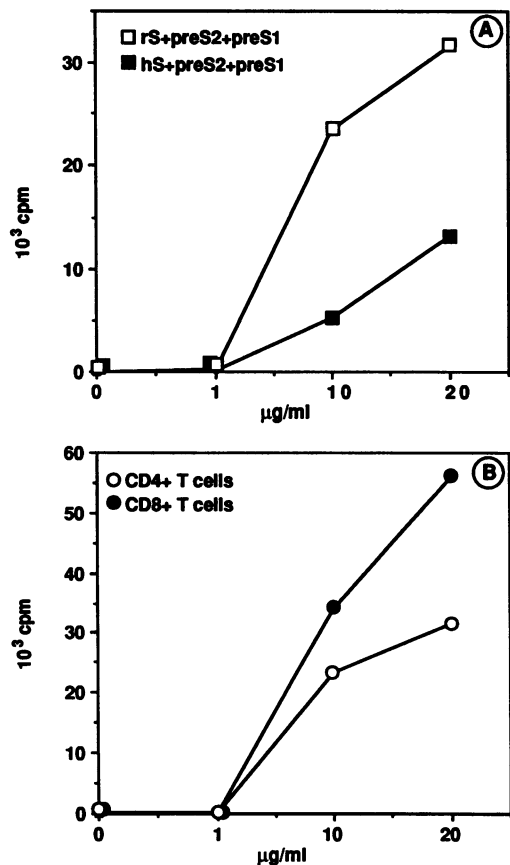 A
rS+preS2+preS1
hS+preS2+preS1
30
20
10
0
10³ cpm
0 1 10 20
µg/ml
B
CD4+ T cells
CD8+ T cells
60
50
40
30
20
10
0
10³ cpm
0 1 10 20
µg/ml